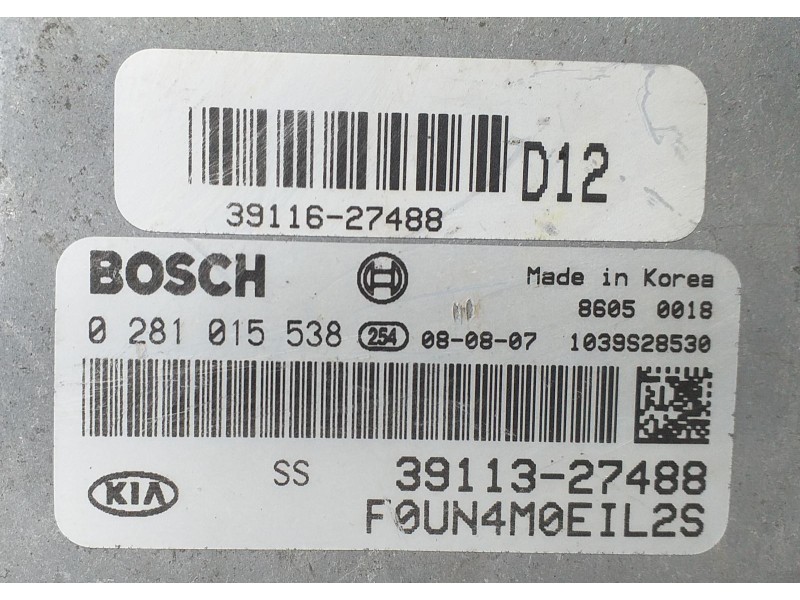 D12
39116-27488
BOSCH
Made in Korea
8605 0018
0 281 015 538 254 08-08-07 1039S28530
SS 39113-27488
KIA
F0UN4M0EIL2S